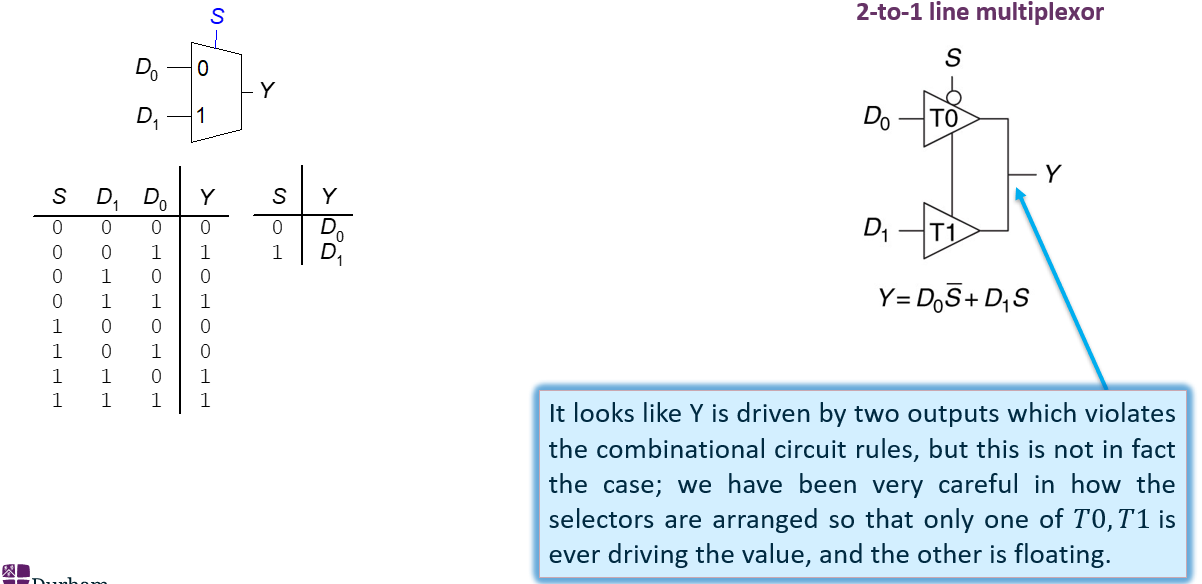 2-to-1 line multiplexor
S
D0 0
Y
D1 1
S
D0 T0
Y
D1 T1
Y = D0S̅ + D1S
S D1 D0 Y
0 0 0 0
0 0 1 1
0 1 0 0
0 1 1 1
1 0 0 0
1 0 1 0
1 1 0 1
1 1 1 1
S Y
0 D0
1 D1
It looks like Y is driven by two outputs which violates
the combinational circuit rules, but this is not in fact
the case; we have been very careful in how the
selectors are arranged so that only one of T0, T1 is
ever driving the value, and the other is floating.
Durham